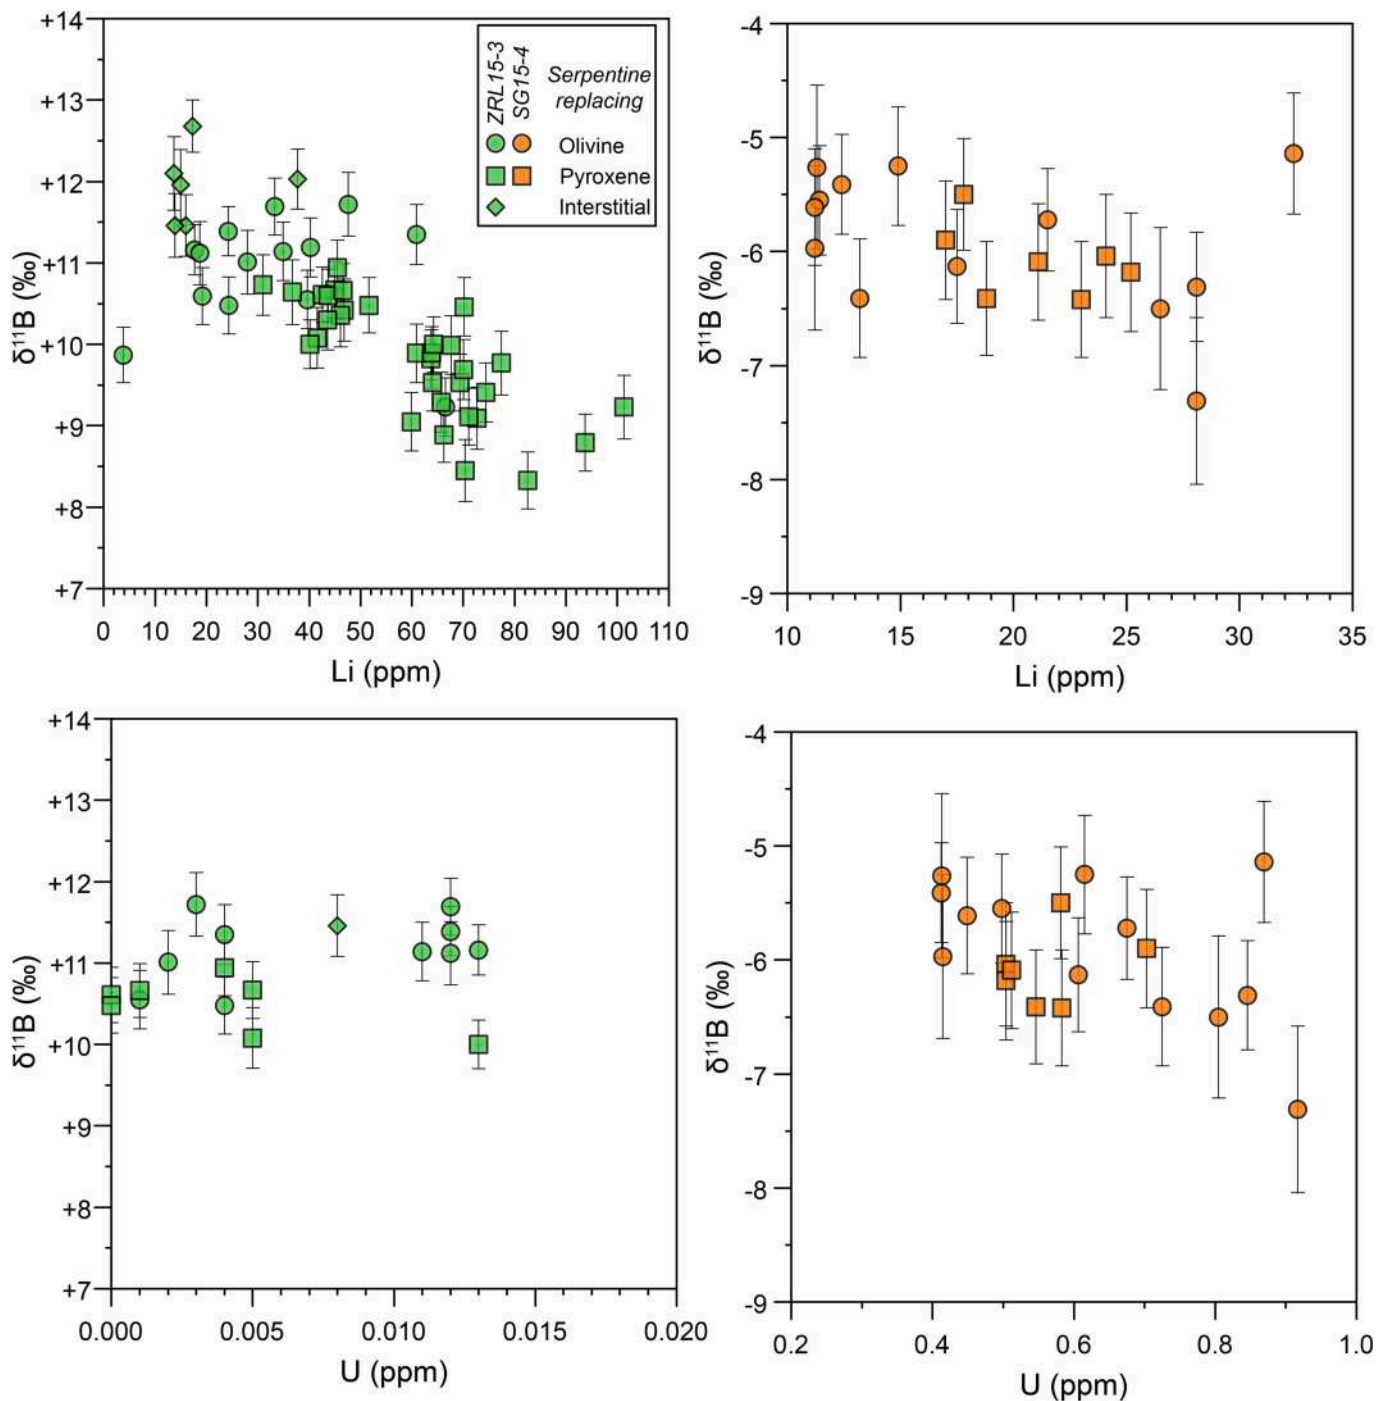 +14
+13
+12
+11
+10
+9
+8
+7
δ¹¹B (‰)
0 10 20 30 40 50 60 70 80 90 100 110
Li (ppm)
ZRL15-3
SG15-4
Serpentine
replacing
Olivine
Pyroxene
Interstitial
-4
-5
-6
-7
-8
-9
δ¹¹B (‰)
10 15 20 25 30 35
Li (ppm)
+14
+13
+12
+11
+10
+9
+8
+7
δ¹¹B (‰)
0.000 0.005 0.010 0.015 0.020
U (ppm)
-4
-5
-6
-7
-8
-9
δ¹¹B (‰)
0.2 0.4 0.6 0.8 1.0
U (ppm)